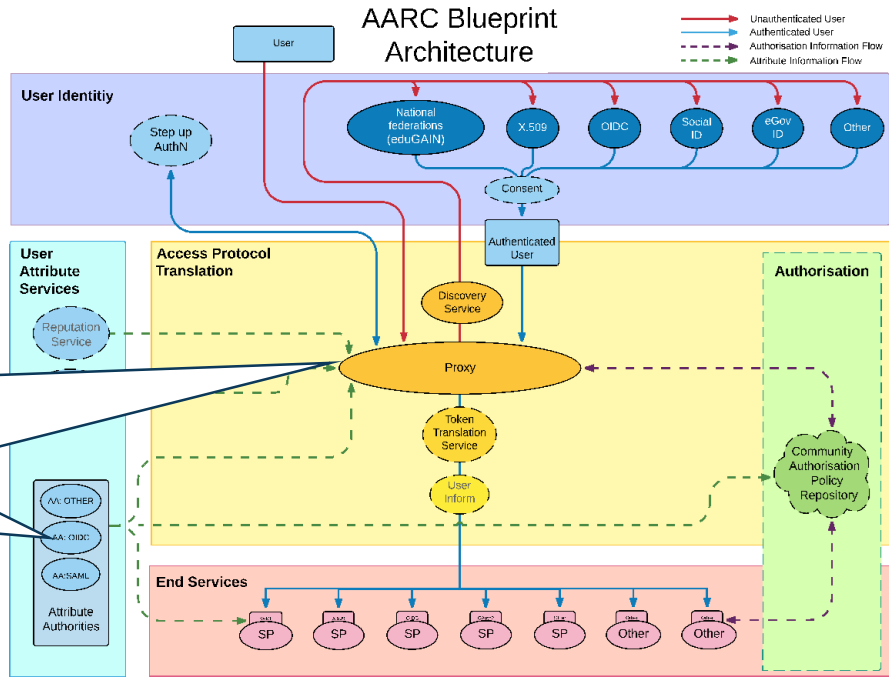 AARC Blueprint
Architecture
Unauthenticated User
Authenticated User
Authorisation Information Flow
Attribute Information Flow
User
User Identitiy
Step up
AuthN
National
federations
(eduGAIN)
X.509
OIDC
Social
ID
eGov
ID
Other
Consent
Authenticated
User
User
Attribute
Services
Access Protocol
Translation
Authorisation
Discovery
Service
Reputation
Service
Proxy
Token
Translation
Service
User
Inform
Community
Authorisation
Policy
Repository
AA: OTHER
AA: OIDC
AA:SAML
Attribute
Authorities
End Services
SP
SP
SP
SP
SP
Other
Other